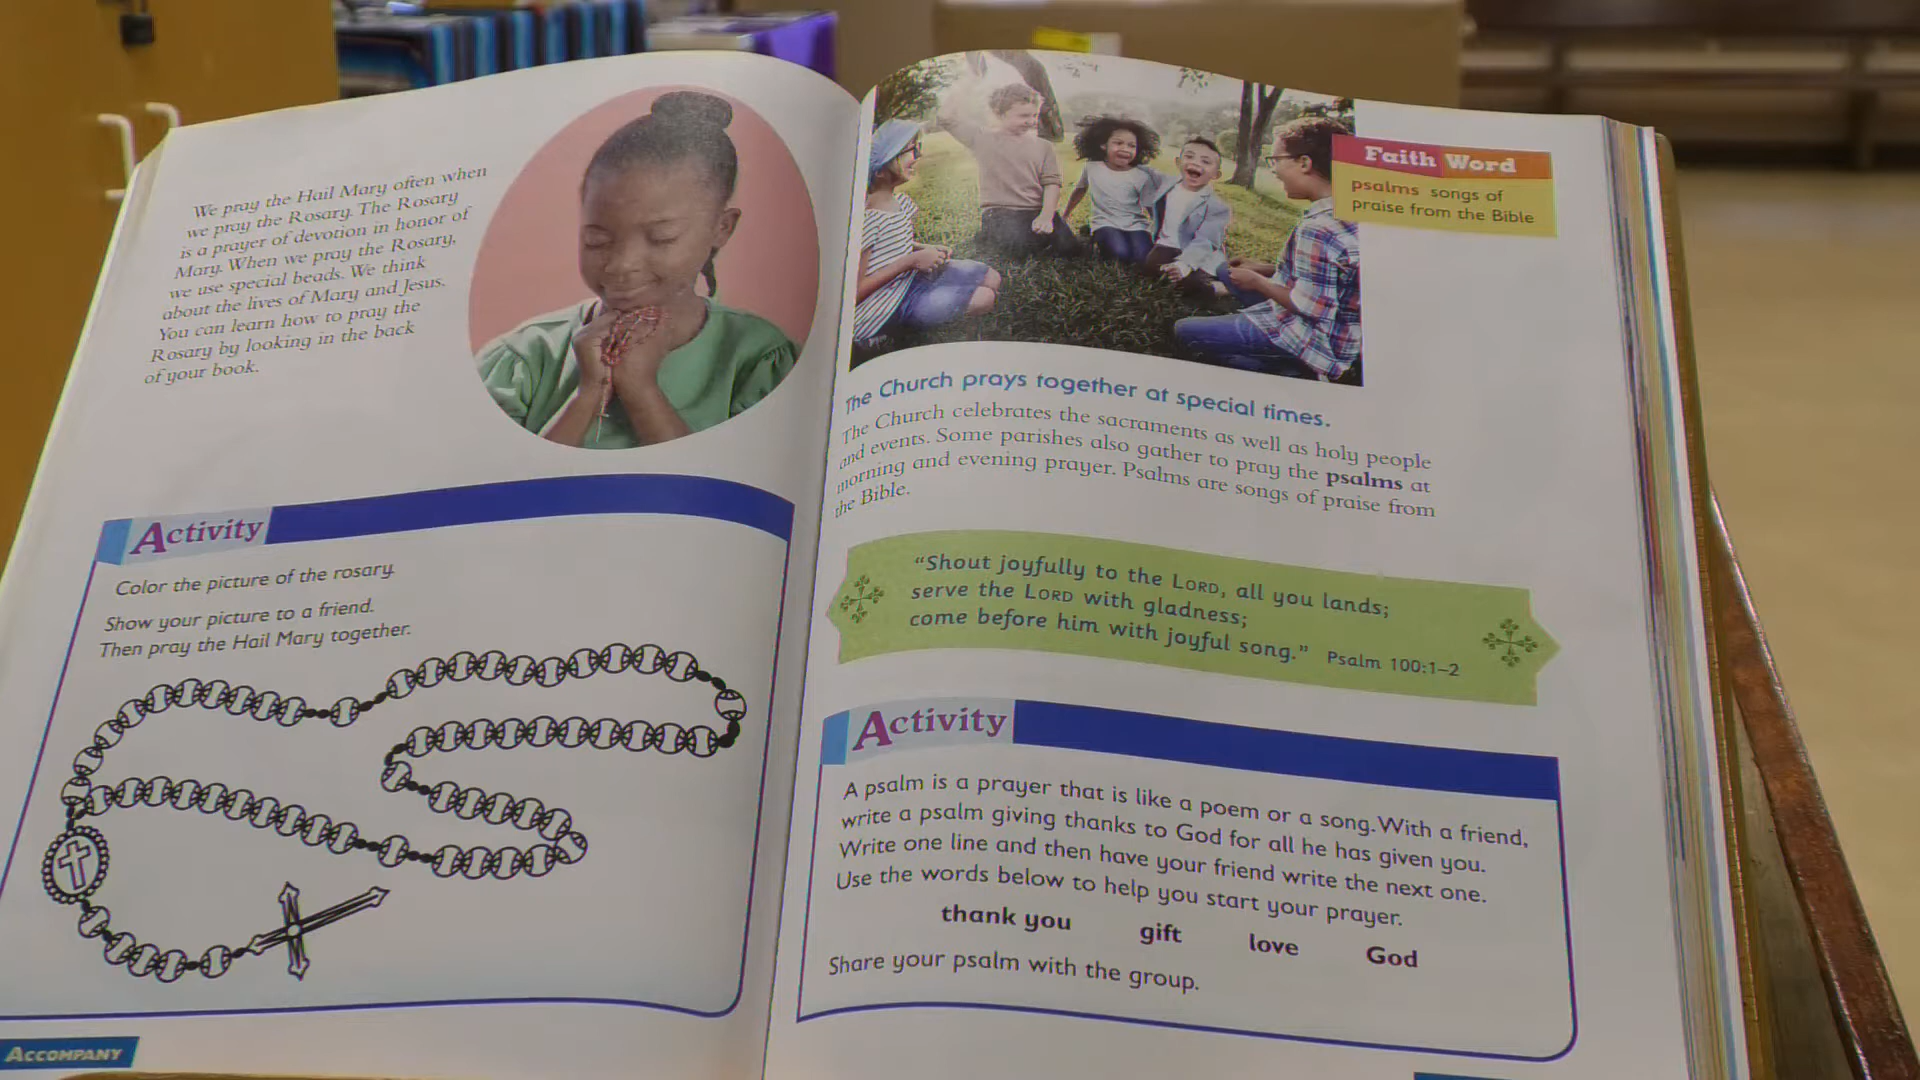 We pray the Hail Mary often when
we pray the Rosary. The Rosary
is a prayer of devotion in honor of
Mary. When we pray the Rosary,
we use special beads. We think
about the lives of Mary and Jesus.
You can learn how to pray the
Rosary by looking in the back
of your book.
Activity
Color the picture of the rosary.
Show your picture to a friend.
Then pray the Hail Mary together.
ACCOMPANY
Faith Word
psalms songs of
praise from the Bible
The Church prays together at special times.
The Church celebrates the sacraments as well as holy people
and events. Some parishes also gather to pray the psalms at
morning and evening prayer. Psalms are songs of praise from
the Bible.
“Shout joyfully to the LORD, all you lands;
serve the LORD with gladness;
come before him with joyful song.” Psalm 100:1–2
Activity
A psalm is a prayer that is like a poem or a song. With a friend,
write a psalm giving thanks to God for all he has given you.
Write one line and then have your friend write the next one.
Use the words below to help you start your prayer.
thank you gift love God
Share your psalm with the group.